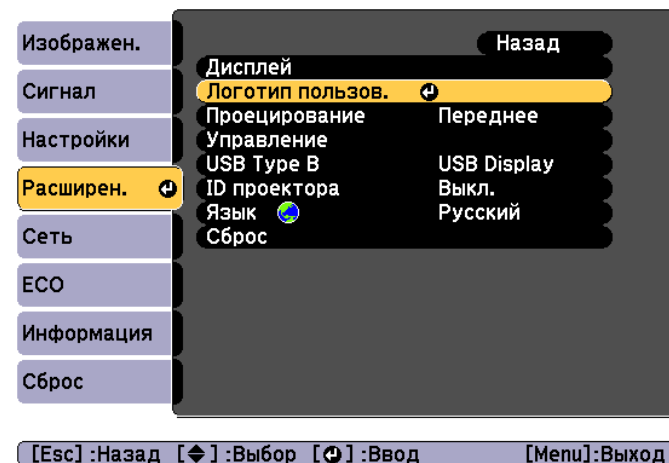 Изображен.
Сигнал
Настройки
Расширен.
Сеть
ECO
Информация
Сброс
Назад
Дисплей
Логотип пользов.
Проецирование Переднее
Управление
USB Type B USB Display
ID проектора Выкл.
Язык Русский
Сброс
[Esc] :Назад [ ] :Выбор [ ] :Ввод [Menu]:Выход